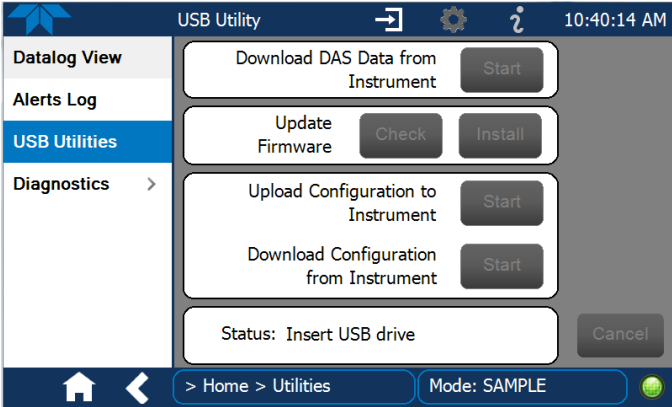 USB Utility
10:40:14 AM
Datalog View
Alerts Log
USB Utilities
Diagnostics >
Download DAS Data from
Instrument
Start
Update
Firmware
Check
Install
Upload Configuration to
Instrument
Start
Download Configuration
from Instrument
Start
Status: Insert USB drive
Cancel
> Home > Utilities
Mode: SAMPLE